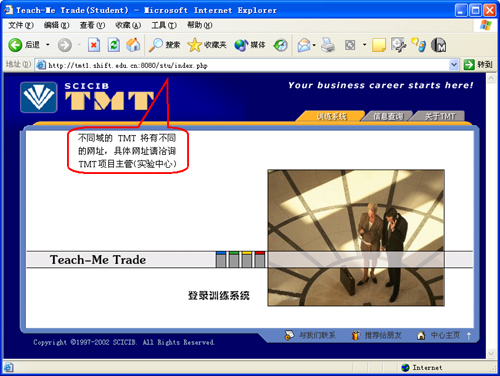 Teach-Me Trade(Student) - Microsoft Internet Explorer
文件(F) 编辑(E) 查看(V) 收藏(A) 工具(T) 帮助(H)
后退 搜索 收藏夹 媒体
地址(D) http://tmt1.shift.edu.cn:8080/stu/index.php 转到
SCICIB
TMT
Your business career starts here!
训练系统 信息查询 关于TMT
不同域的 TMT 将有不同
的网址，具体网址请洽询
TMT项目主管(实验中心)
Teach-Me Trade
登录训练系统
与我们联系 推荐给朋友 中心主页
Copyright ©1997-2002 SCICIB. All Rights Reserved.
Internet